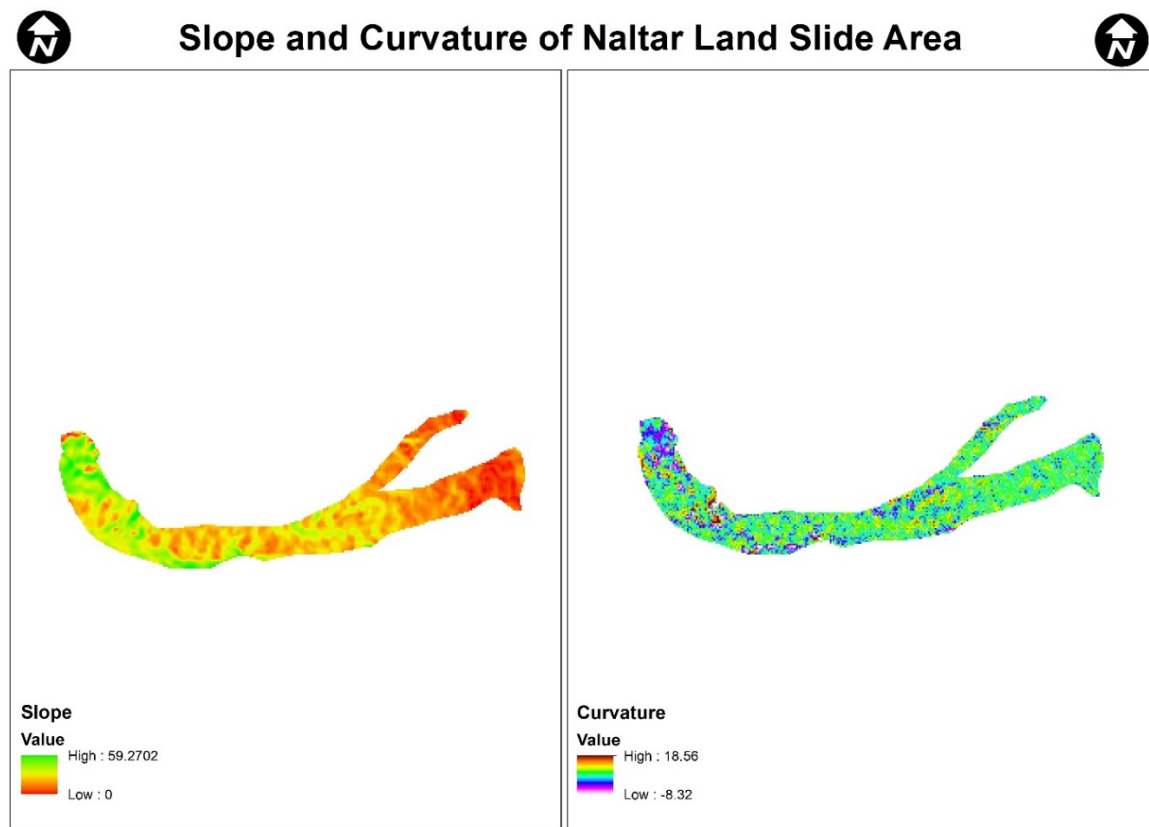 N
Slope and Curvature of Naltar Land Slide Area
N
Slope
Value
High : 59.2702
Low : 0
Curvature
Value
High : 18.56
Low : -8.32